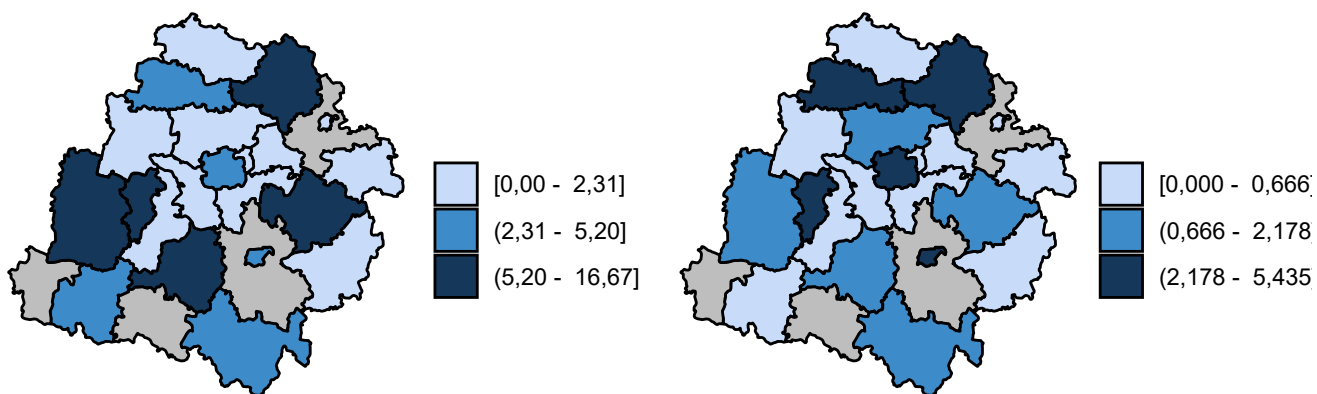 [0,00 - 2,31]
(2,31 - 5,20]
(5,20 - 16,67]
[0,000 - 0,666]
(0,666 - 2,178]
(2,178 - 5,435]